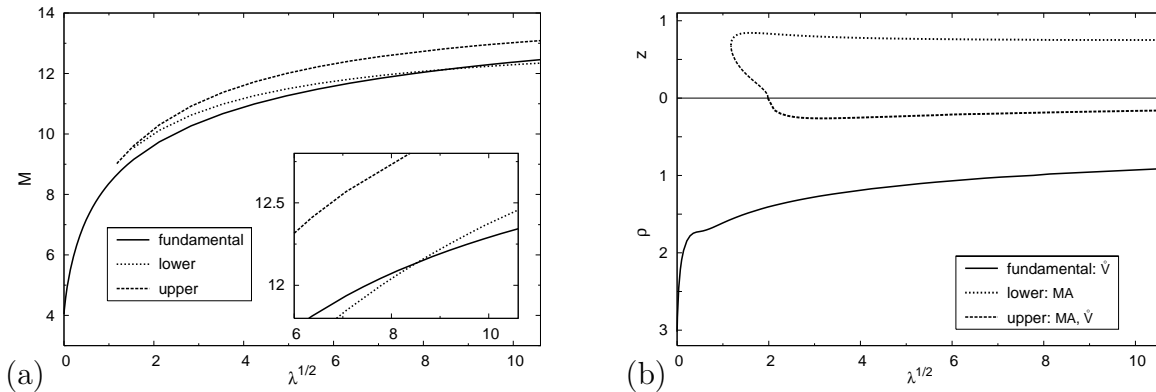 14
12
10
8
6
4
M
0
2
4
6
8
10
λ1/2
fundamental
lower
upper
12.5
12
6
8
10
(a)
1
z
0
1
ρ
2
3
0
2
4
6
8
10
λ1/2
fundamental: V̊
lower: MA
upper: MA, V̊
(b)